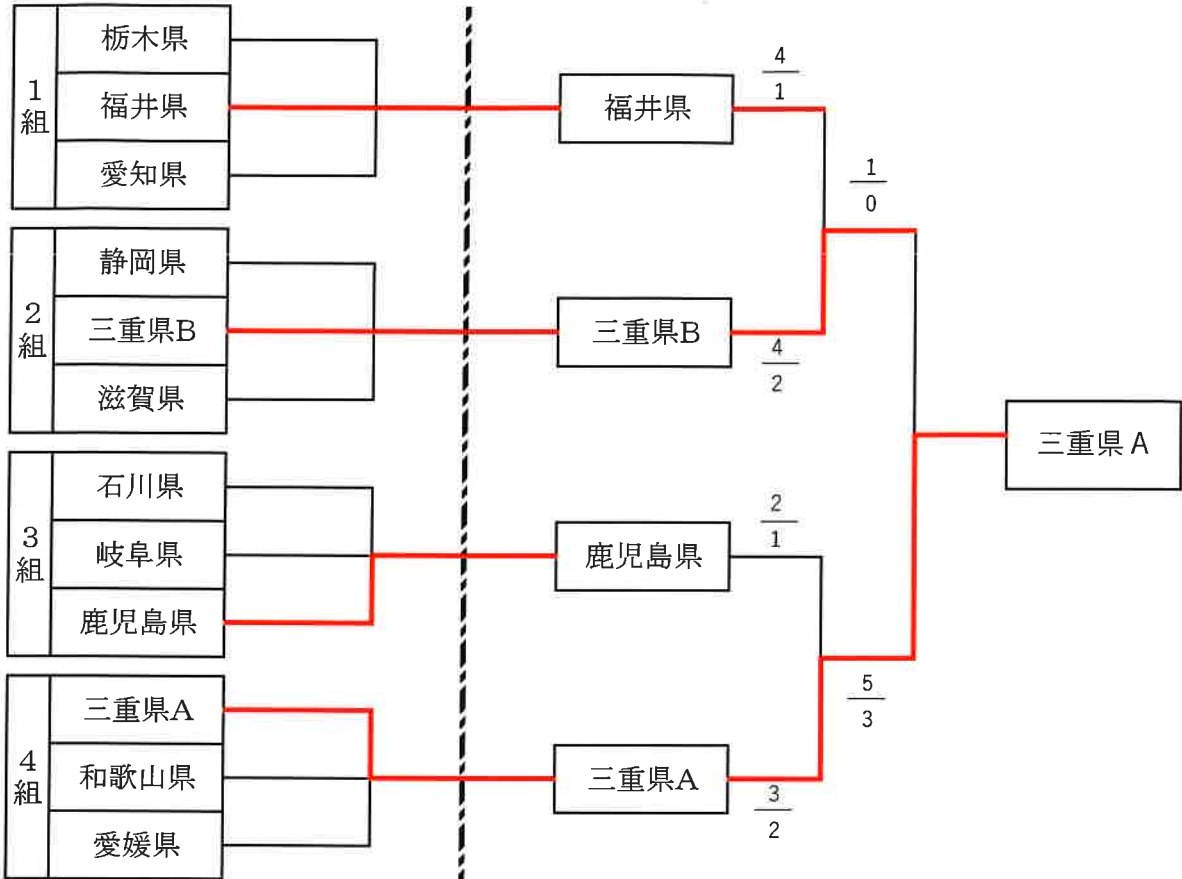 1組
栃木県
福井県
愛知県
2組
静岡県
三重県B
滋賀県
3組
石川県
岐阜県
鹿児島県
4組
三重県A
和歌山県
愛媛県
福井県
4
1
三重県B
4
2
1
0
鹿児島県
2
1
三重県A
3
2
5
3
三重県A